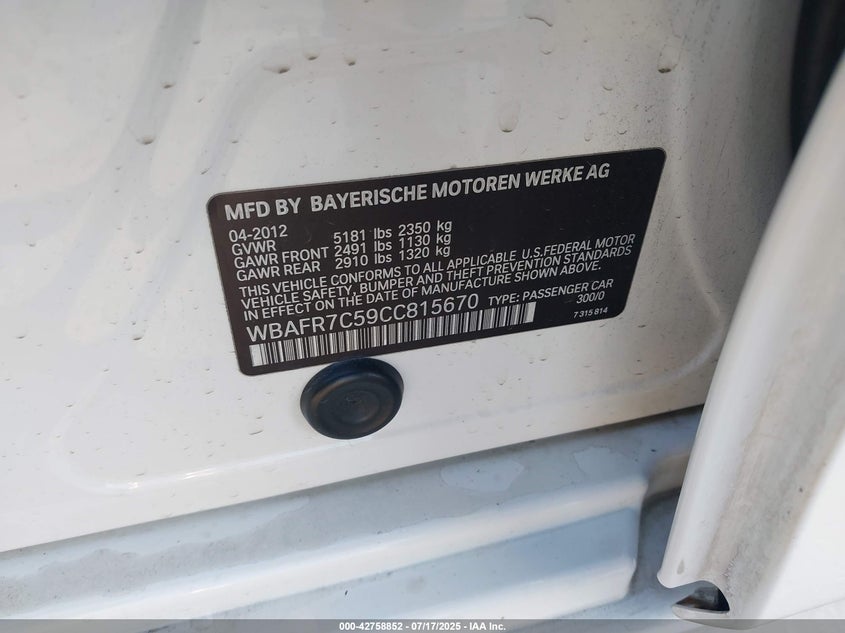 MFD BY BAYERISCHE MOTOREN WERKE AG
04-2012
GVWR 5181 lbs 2350 kg
GAWR FRONT 2491 lbs 1130 kg
GAWR REAR 2910 lbs 1320 kg
THIS VEHICLE CONFORMS TO ALL APPLICABLE U.S.FEDERAL MOTOR
VEHICLE SAFETY, BUMPER AND THEFT PREVENTION STANDARDS
IN EFFECT ON THE DATE OF MANUFACTURE SHOWN ABOVE.
WBAFR7C59CC815670 TYPE: PASSENGER CAR
300/0
7 315 814
000-42758852 - 07/17/2025 - IAA Inc.